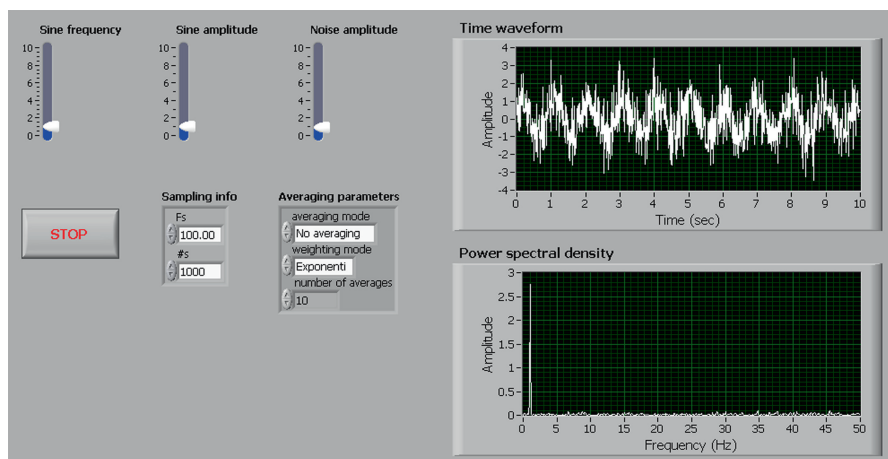 Sine frequency
10
8
6
4
2
0
Sine amplitude
10
8
6
4
2
0
Noise amplitude
10
8
6
4
2
0
STOP
Sampling info
Fs
100.00
#s
1000
Averaging parameters
averaging mode
No averaging
weighting mode
Exponenti
number of averages
10
Time waveform
Amplitude
4
3
2
1
0
-1
-2
-3
-4
0 1 2 3 4 5 6 7 8 9 10
Time (sec)
Power spectral density
Amplitude
3
2.5
2
1.5
1
0.5
0
0 5 10 15 20 25 30 35 40 45 50
Frequency (Hz)